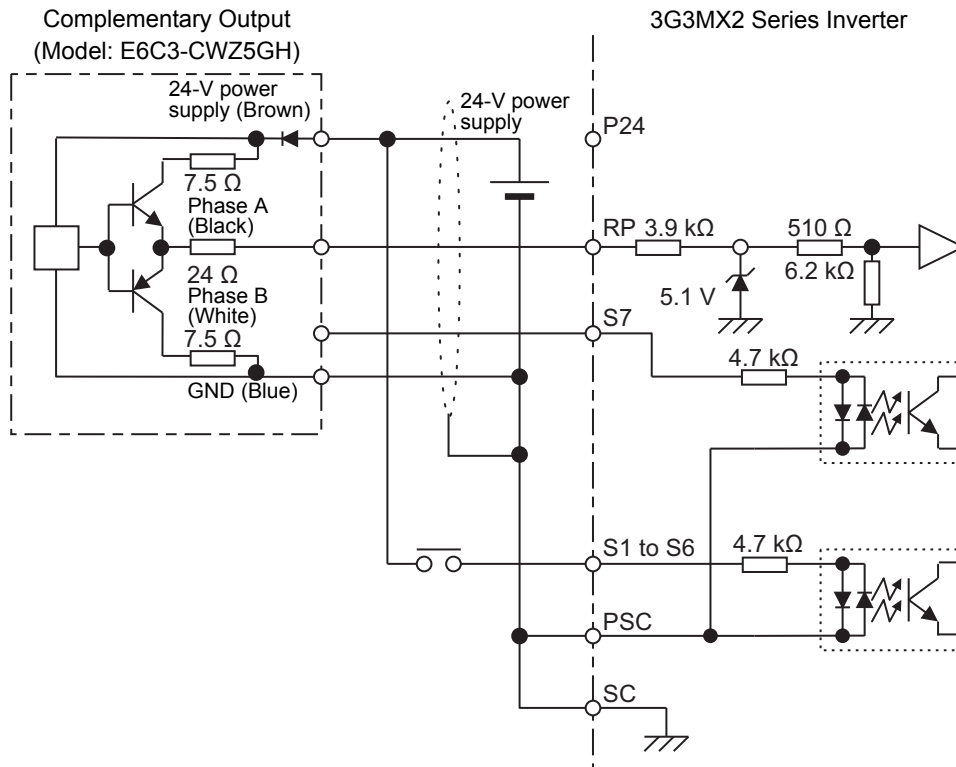 Complementary Output
(Model: E6C3-CWZ5GH)
3G3MX2 Series Inverter
24-V power
supply (Brown)
24-V power
supply
P24
7.5 Ω
Phase A
(Black)
RP
3.9 kΩ
510 Ω
6.2 kΩ
5.1 V
24 Ω
Phase B
(White)
S7
7.5 Ω
4.7 kΩ
GND (Blue)
S1 to S6
4.7 kΩ
PSC
SC